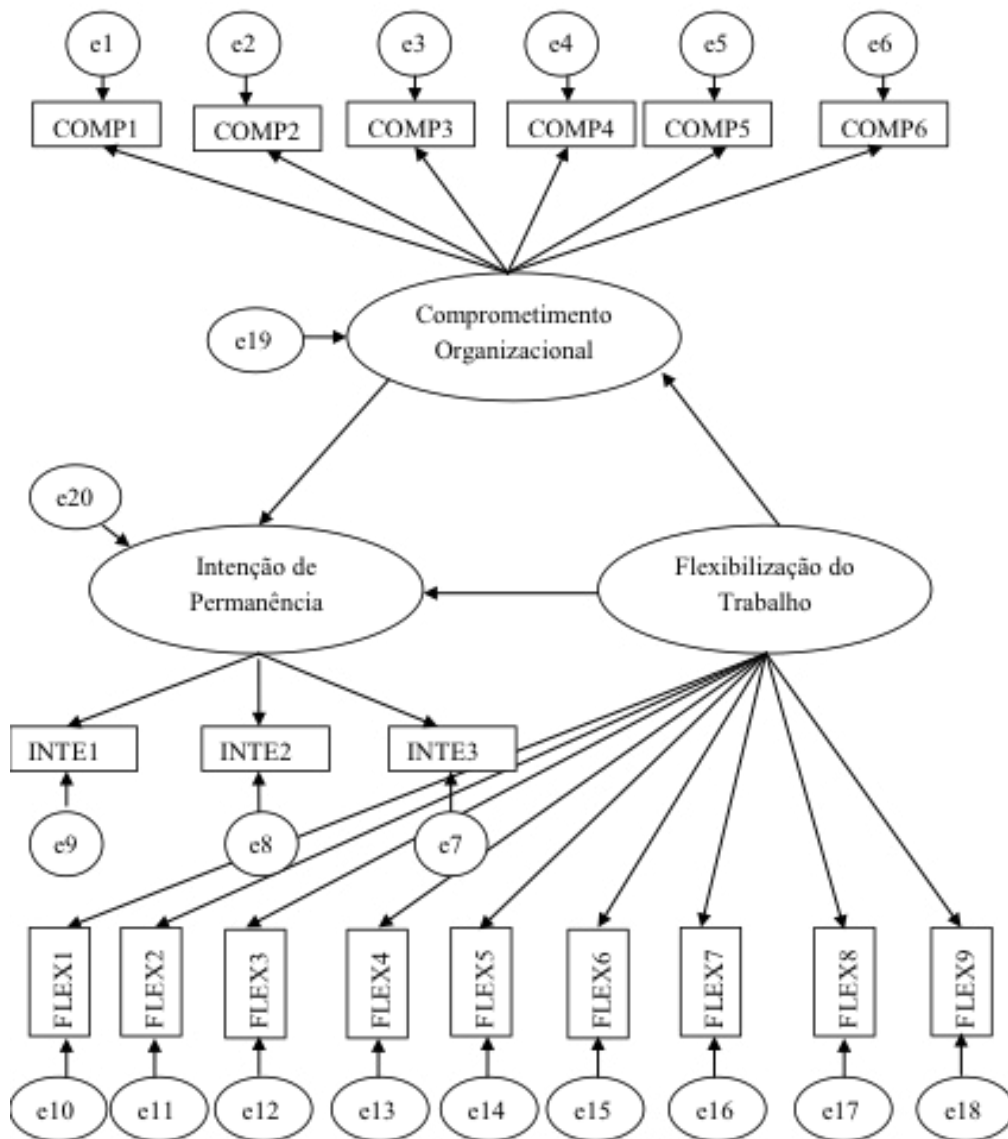 e1
e2
e3
e4
e5
e6
COMP1
COMP2
COMP3
COMP4
COMP5
COMP6
Comprometimento
Organizacional
e19
e20
Intenção de
Permanência
Flexibilização do
Trabalho
INTE1
INTE2
INTE3
e9
e8
e7
FLEX1
FLEX2
FLEX3
FLEX4
FLEX5
FLEX6
FLEX7
FLEX8
FLEX9
e10
e11
e12
e13
e14
e15
e16
e17
e18